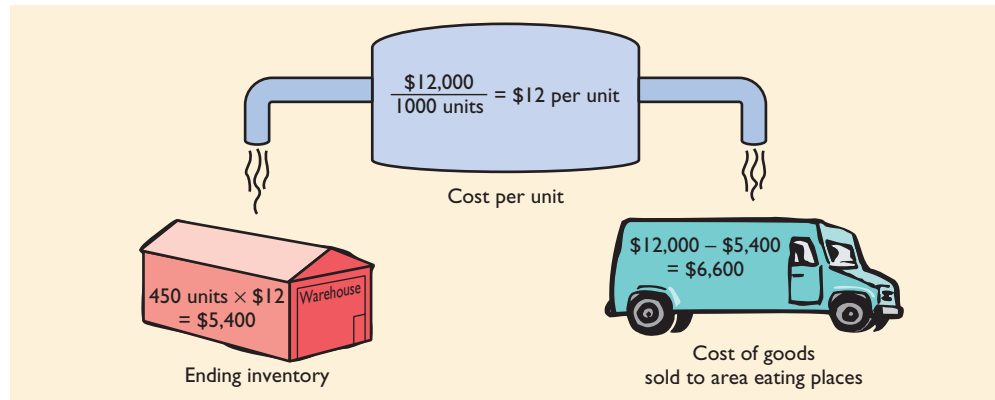 $12,000
1000 units
= $12 per unit
Cost per unit
450 units × $12
= $5,400
Warehouse
Ending inventory
$12,000 – $5,400
= $6,600
Cost of goods
sold to area eating places